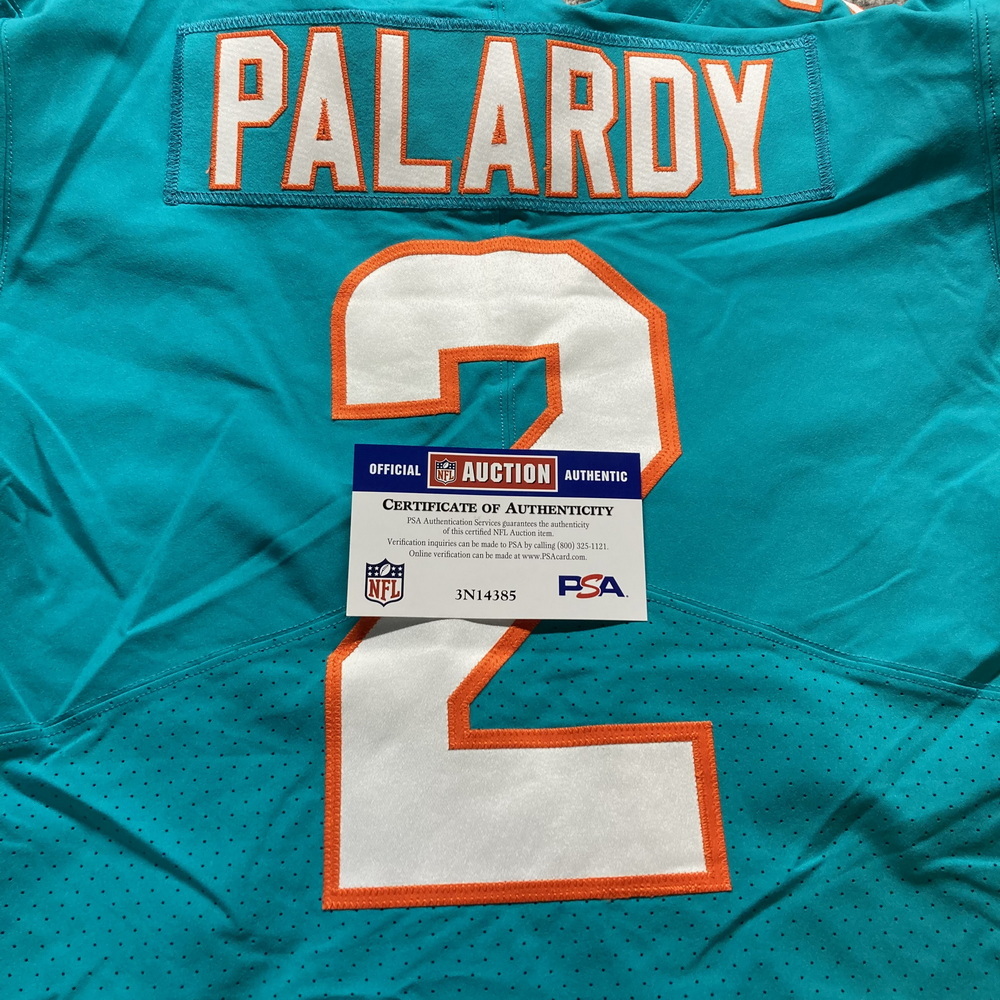 PALARDY
2
OFFICIAL NFL AUCTION AUTHENTIC
CERTIFICATE OF AUTHENTICITY
PSA Authentication Services guarantees the authenticity
of this certified NFL Auction item.
Verification inquiries can be made to PSA by calling (800) 325-1121.
Online verification can be made at www.PSAcard.com.
NFL 3N14385 PSA